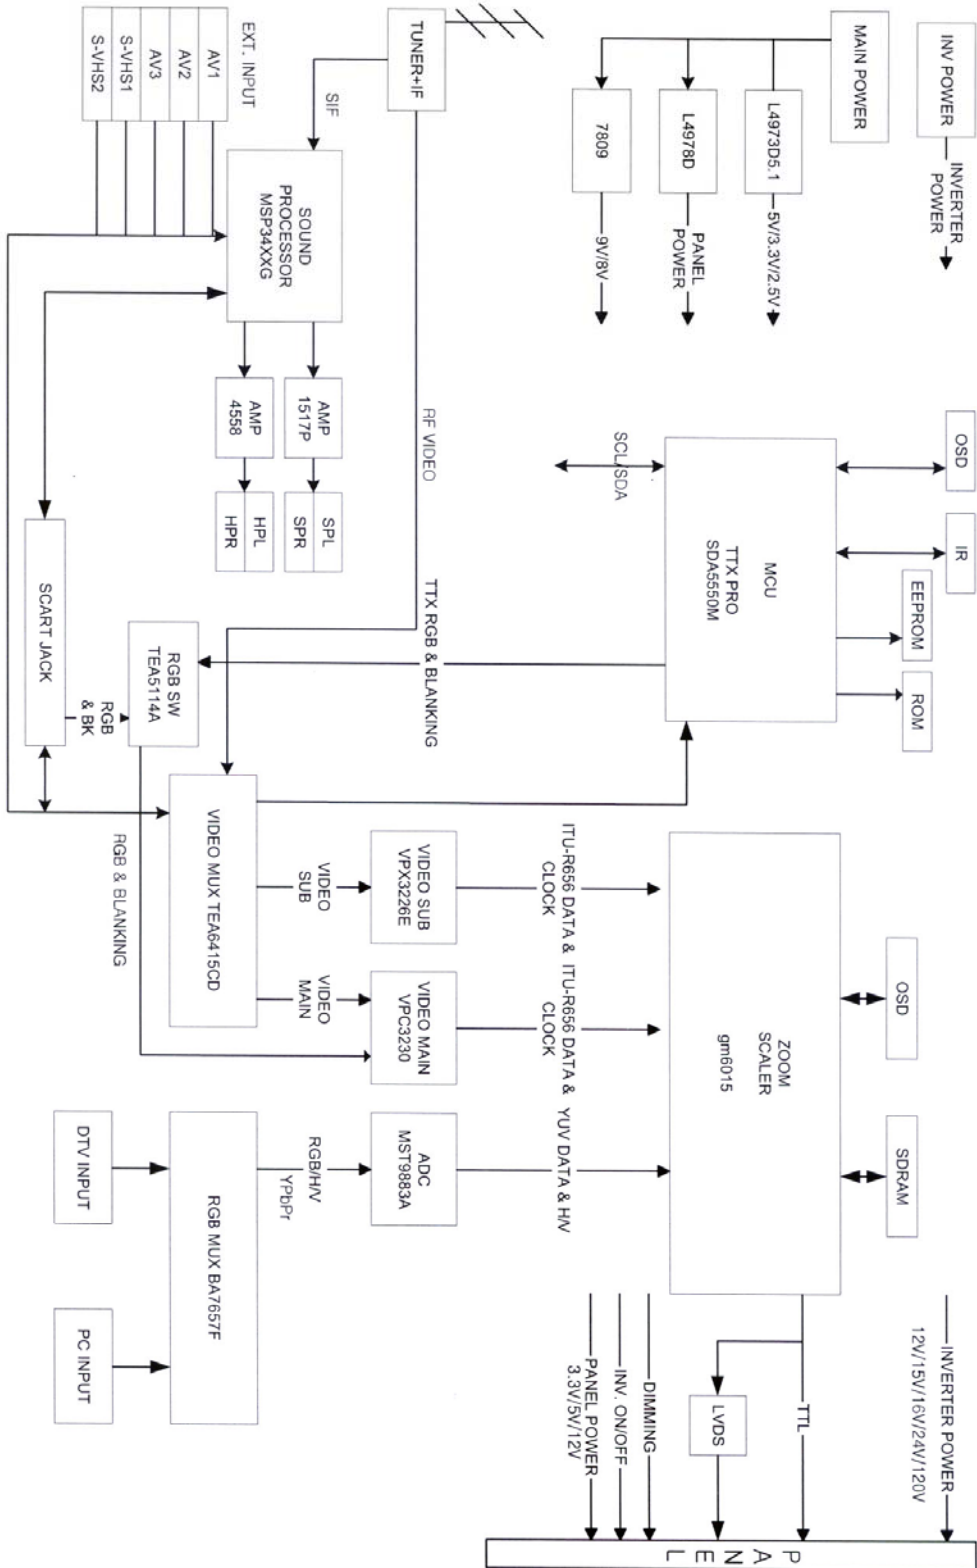 INV POWER
INVERTER
POWER
MAIN POWER
L4973D5.1
5V/3.3V/2.5V
L4978D
PANEL
POWER
7809
9V/8V
TUNER+IF
SIF
RF VIDEO
EXT. INPUT
AV1
AV2
AV3
S-VHS1
S-VHS2
SOUND
PROCESSOR
MSP34XXG
AMP
1517P
SPL
SPR
AMP
4558
HPL
HPR
OSD
IR
EEPROM
ROM
MCU
TTX PRO
SDA5550M
SCL/SDA
TTX RGB & BLANKING
SCART JACK
RGB
& BK
RGB SW
TEA5114A
RGB & BLANKING
VIDEO MUX TEA6415CD
VIDEO
SUB
VIDEO
MAIN
VIDEO SUB
VPX3226E
VIDEO MAIN
VPC3230
ITU-R656 DATA &
CLOCK
ITU-R656 DATA &
CLOCK
YUV DATA & H/V
ADC
MST9883A
RGB/H/V
YPbPr
RGB MUX BA7657F
DTV INPUT
PC INPUT
ZOOM
SCALER
gm6015
OSD
SDRAM
INVERTER POWER
12V/15V/16V/24V/120V
TTL
LVDS
DIMMING
INV. ON/OFF
PANEL POWER
3.3V/5V/12V
PANEL